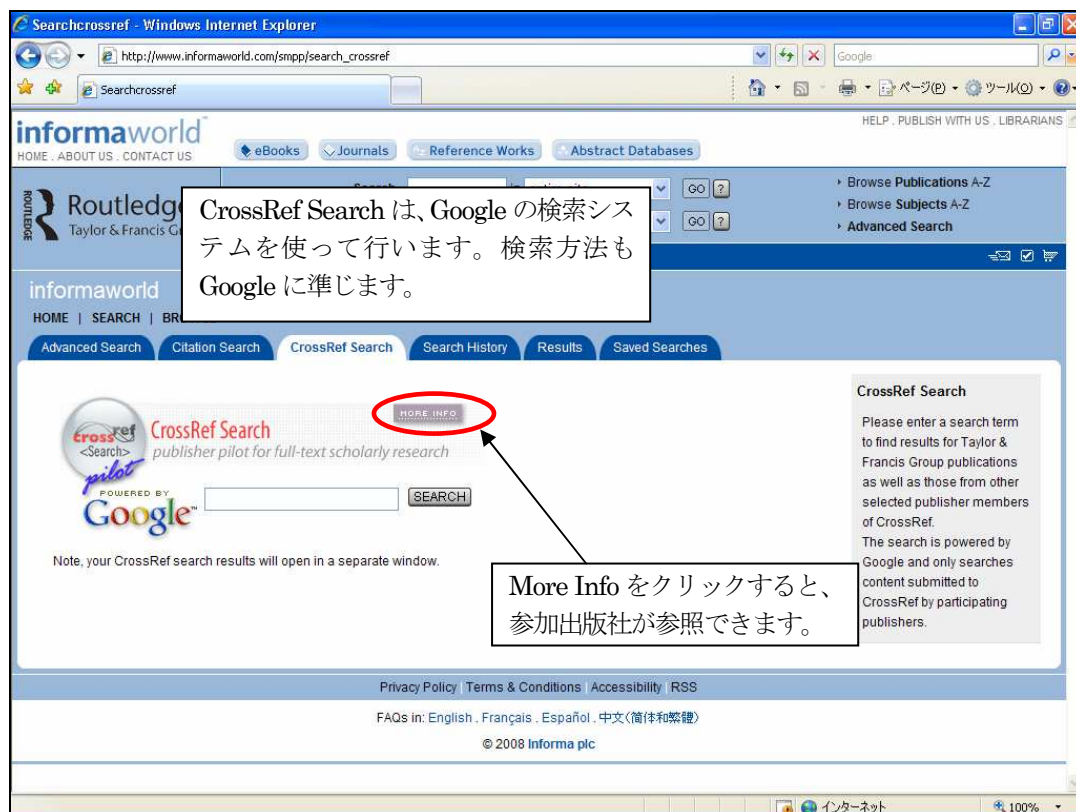 Searchcrossref - Windows Internet Explorer
http://www.informaworld.com/smpp/search_crossref
Google
Searchcrossref
ページ(P)
ツール(O)
informaworld
HELP . PUBLISH WITH US . LIBRARIANS
HOME . ABOUT US . CONTACT US
eBooks
Journals
Reference Works
Abstract Databases
ROUTLEDGE
Taylor & Francis
GO ?
GO ?
Browse Publications A-Z
Browse Subjects A-Z
Advanced Search
CrossRef Search は、Google の検索シス
テムを使って行います。検索方法も
Google に準じます。
informaworld
HOME | SEARCH |
Advanced Search
Citation Search
CrossRef Search
Search History
Results
Saved Searches
crossref
<Search>
pilot
CrossRef Search
MORE INFO
publisher pilot for full-text scholarly research
POWERED BY
Google™
SEARCH
Note, your CrossRef search results will open in a separate window.
More Info をクリックすると、
参加出版社が参照できます。
CrossRef Search
Please enter a search term
to find results for Taylor &
Francis Group publications
as well as those from other
selected publisher members
of CrossRef.
The search is powered by
Google and only searches
content submitted to
CrossRef by participating
publishers.
Privacy Policy | Terms & Conditions | Accessibility | RSS
FAQs in: English . Français . Español . 中文(简体和繁體)
© 2008 Informa plc
インターネット
100%